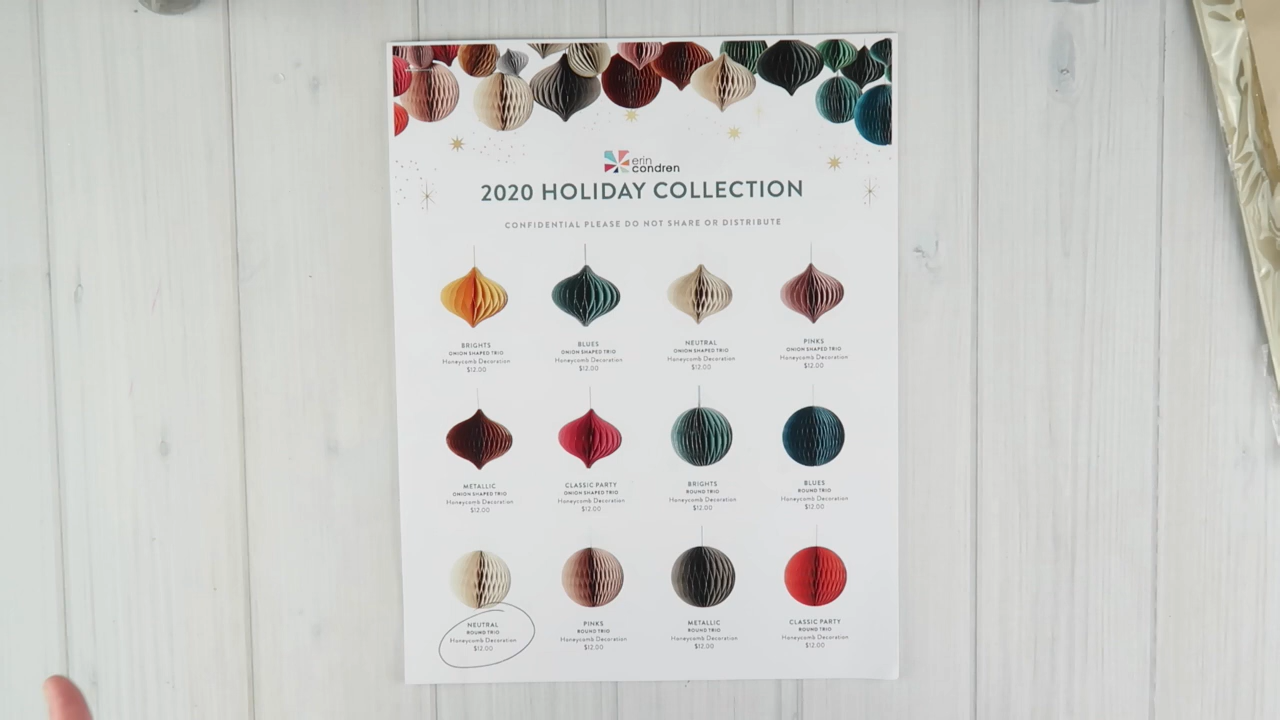 erin
condren
2020 HOLIDAY COLLECTION
CONFIDENTIAL PLEASE DO NOT SHARE OR DISTRIBUTE
BRIGHTS
ONION SHAPED TRIO
Honeycomb Decoration
$12.00
BLUES
ONION SHAPED TRIO
Honeycomb Decoration
$12.00
NEUTRAL
ONION SHAPED TRIO
Honeycomb Decoration
$12.00
PINKS
ONION SHAPED TRIO
Honeycomb Decoration
$12.00
METALLIC
ONION SHAPED TRIO
Honeycomb Decoration
$12.00
CLASSIC PARTY
ONION SHAPED TRIO
Honeycomb Decoration
$12.00
BRIGHTS
ROUND TRIO
Honeycomb Decoration
$12.00
BLUES
ROUND TRIO
Honeycomb Decoration
$12.00
NEUTRAL
ROUND TRIO
Honeycomb Decoration
$12.00
PINKS
ROUND TRIO
Honeycomb Decoration
$12.00
METALLIC
ROUND TRIO
Honeycomb Decoration
$12.00
CLASSIC PARTY
ROUND TRIO
Honeycomb Decoration
$12.00